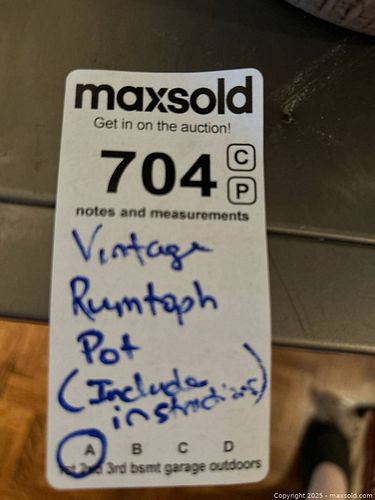 maxsold
Get in on the auction!
704 C
P
notes and measurements
Vintage
Rumtoph
Pot
(Include
instructions)
A B C D
1st 2nd 3rd bsmt garage outdoors
Copyright 2025 - maxsold.com